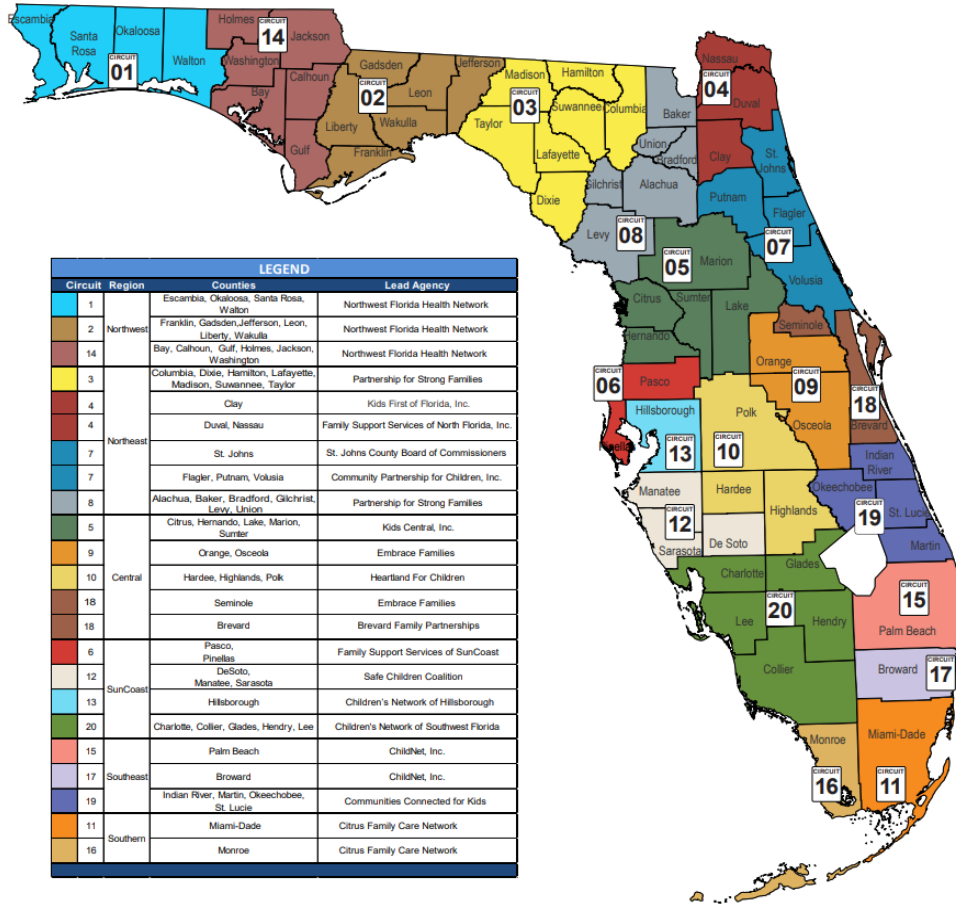 Escambia
Santa
Rosa
Okaloosa
Walton
CIRCUIT
01
Holmes
CIRCUIT
14
Jackson
Washington
Calhoun
Bay
Gulf
Gadsden
Jefferson
CIRCUIT
02
Leon
Liberty
Wakulla
Franklin
Madison
Hamilton
CIRCUIT
03
Suwannee
Columbia
Taylor
Lafayette
Dixie
Nassau
CIRCUIT
04
Duval
Clay
Baker
Union
Bradford
Gilchrist
Alachua
Levy
CIRCUIT
08
St.
Johns
Putnam
Flagler
CIRCUIT
07
Volusia
CIRCUIT
05
Marion
Citrus
Sumter
Lake
Hernando
Seminole
Orange
CIRCUIT
09
Osceola
CIRCUIT
18
Brevard
CIRCUIT
06
Pasco
Pinellas
Hillsborough
CIRCUIT
13
Polk
CIRCUIT
10
Hardee
Highlands
Manatee
CIRCUIT
12
Sarasota
De Soto
Indian
River
Okeechobee
St. Lucie
CIRCUIT
19
Martin
Charlotte
Glades
CIRCUIT
20
Lee
Hendry
Collier
CIRCUIT
15
Palm Beach
Broward
CIRCUIT
17
Monroe
CIRCUIT
16
Miami-Dade
CIRCUIT
11
LEGEND
Circuit Region Counties Lead Agency
1 Escambia, Okaloosa, Santa Rosa,
Walton Northwest Florida Health Network
Northwest
2 Franklin, Gadsden,Jefferson, Leon,
Liberty, Wakulla Northwest Florida Health Network
14 Bay, Calhoun, Gulf, Holmes, Jackson,
Washington Northwest Florida Health Network
3 Columbia, Dixie, Hamilton, Lafayette,
Madison, Suwannee, Taylor Partnership for Strong Families
4 Clay Kids First of Florida, Inc.
4 Duval, Nassau Family Support Services of North Florida, Inc.
Northeast
7 St. Johns St. Johns County Board of Commissioners
7 Flagler, Putnam, Volusia Community Partnership for Children, Inc.
8 Alachua, Baker, Bradford, Gilchrist,
Levy, Union Partnership for Strong Families
5 Citrus, Hernando, Lake, Marion,
Sumter Kids Central, Inc.
9 Orange, Osceola Embrace Families
10 Central Hardee, Highlands, Polk Heartland For Children
18 Seminole Embrace Families
18 Brevard Brevard Family Partnerships
6 Pasco,
Pinellas Family Support Services of SunCoast
12 DeSoto,
Manatee, Sarasota Safe Children Coalition
SunCoast
13 Hillsborough Children's Network of Hillsborough
20 Charlotte, Collier, Glades, Hendry, Lee Children's Network of Southwest Florida
15 Palm Beach ChildNet, Inc.
17 Southeast Broward ChildNet, Inc.
19 Indian River, Martin, Okeechobee,
St. Lucie Communities Connected for Kids
11 Miami-Dade Citrus Family Care Network
Southern
16 Monroe Citrus Family Care Network